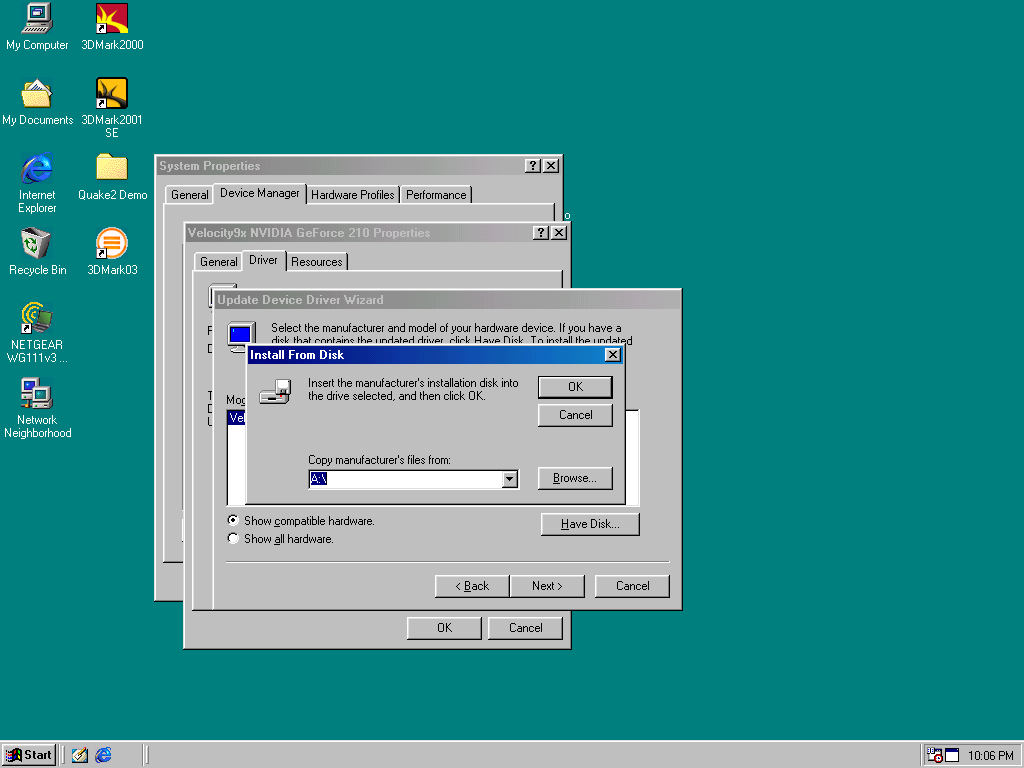 My Computer
3DMark2000
My Documents
3DMark2001
SE
Internet
Explorer
Quake2 Demo
Recycle Bin
3DMark03
NETGEAR
WG111v3 ...
Network
Neighborhood
System Properties
General
Device Manager
Hardware Profiles
Performance
Velocity9x NVIDIA GeForce 210 Properties
General
Driver
Resources
Update Device Driver Wizard
Select the manufacturer and model of your hardware device. If you have a
disk that contains the updated driver, click Have Disk. To install the updated
Install From Disk
Insert the manufacturer's installation disk into
the drive selected, and then click OK.
OK
Cancel
Copy manufacturer's files from:
A:\
Browse...
Show compatible hardware.
Show all hardware.
Have Disk...
< Back
Next >
Cancel
OK
Cancel
Start
10:06 PM